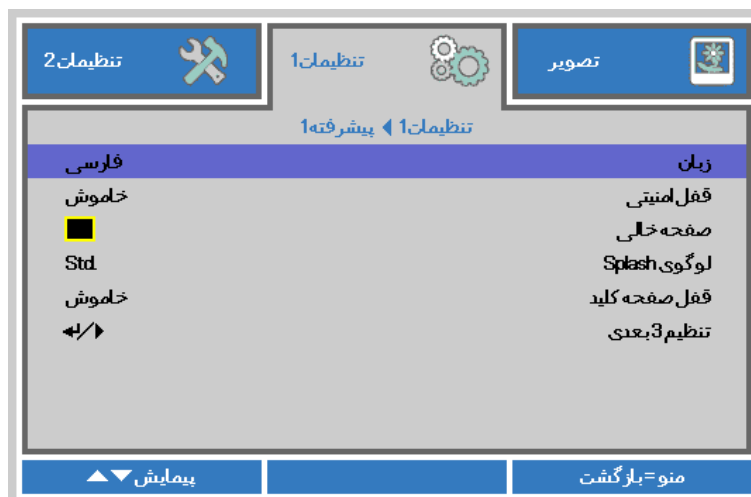 تصویر
تنظیمات1
تنظیمات2
تنظیمات1 ⏴ پیشرفته1
زبان فارسی
قفل امنیتی خاموش
صفحه خالی
لوگوی Splash Std.
قفل صفحه کلید خاموش
تنظیم 3 بعدی ↵/▶
منو=بازگشت
پیمایش▼▲